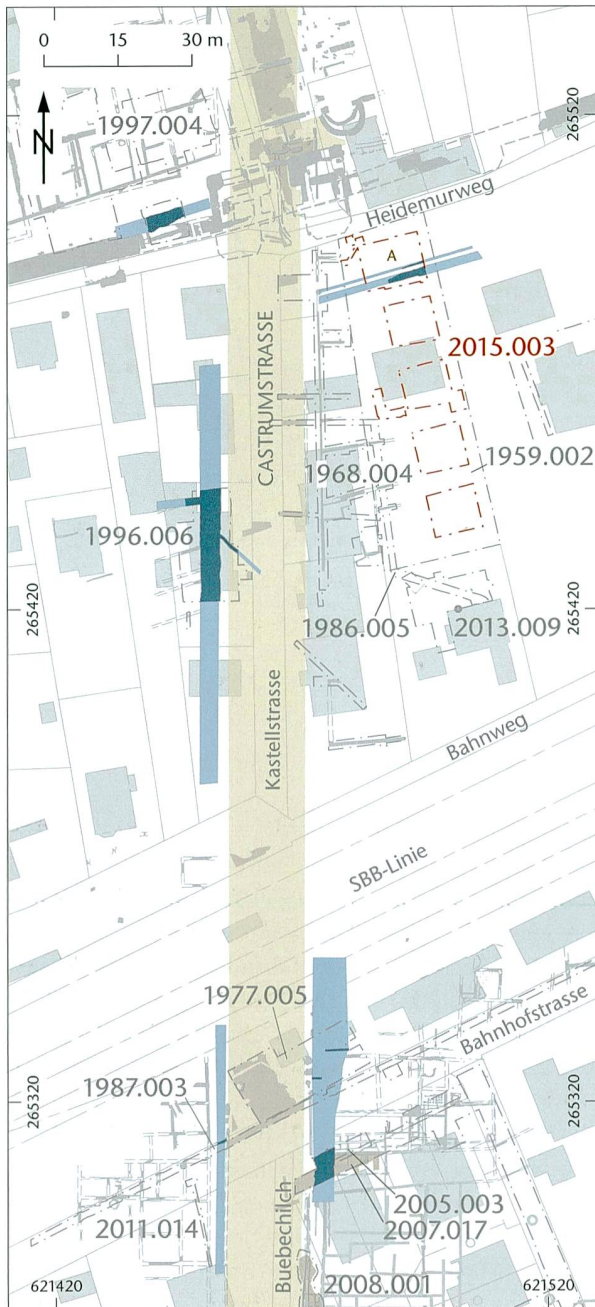 0 15 30 m
N
1997.004
265520
265520
Heidemurweg
A
CASTRUMSTRASSE
2015.003
1968.004
1959.002
1996.006
265420
265420
1986.005
2013.009
Kastellstrasse
Bahnweg
SBB-Linie
1977.005
Bahnhofstrasse
1987.003
265320
265320
2005.003
2007.017
2011.014
Buebechilch
2008.001
621420
621520